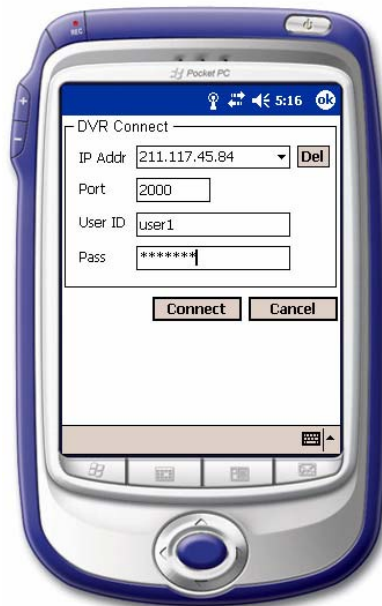 REC
Pocket PC
5:16 ok
DVR Connect
IP Addr 211.117.45.84 Del
Port 2000
User ID user1
Pass *******
Connect Cancel